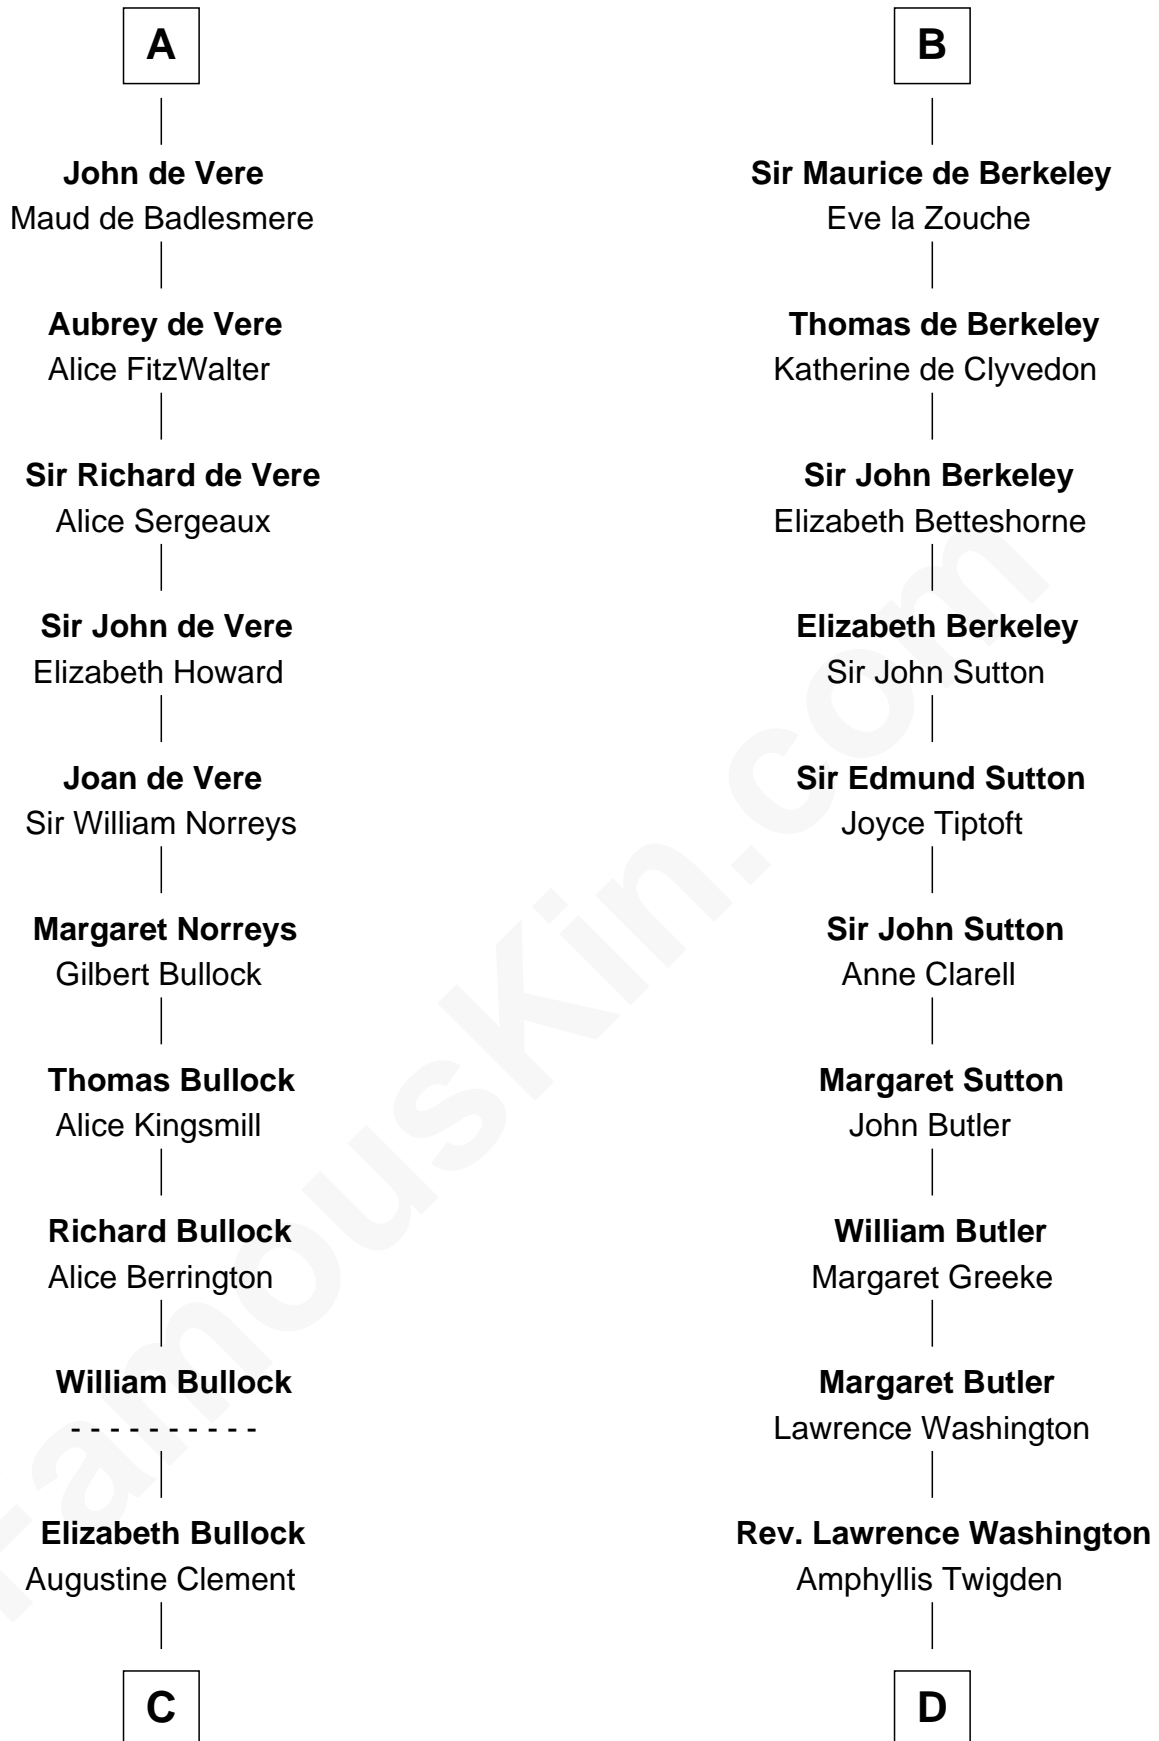 A
John de Vere
Maud de Badlesmere
Aubrey de Vere
Alice FitzWalter
Sir Richard de Vere
Alice Sergeaux
Sir John de Vere
Elizabeth Howard
Joan de Vere
Sir William Norreys
Margaret Norreys
Gilbert Bullock
Thomas Bullock
Alice Kingsmill
Richard Bullock
Alice Berrington
William Bullock
- - - - - - - - - -
Elizabeth Bullock
Augustine Clement
C
B
Sir Maurice de Berkeley
Eve la Zouche
Thomas de Berkeley
Katherine de Clyvedon
Sir John Berkeley
Elizabeth Betteshorne
Elizabeth Berkeley
Sir John Sutton
Sir Edmund Sutton
Joyce Tiptoft
Sir John Sutton
Anne Clarell
Margaret Sutton
John Butler
William Butler
Margaret Greeke
Margaret Butler
Lawrence Washington
Rev. Lawrence Washington
Amphyllis Twigden
D
FamousKin.com